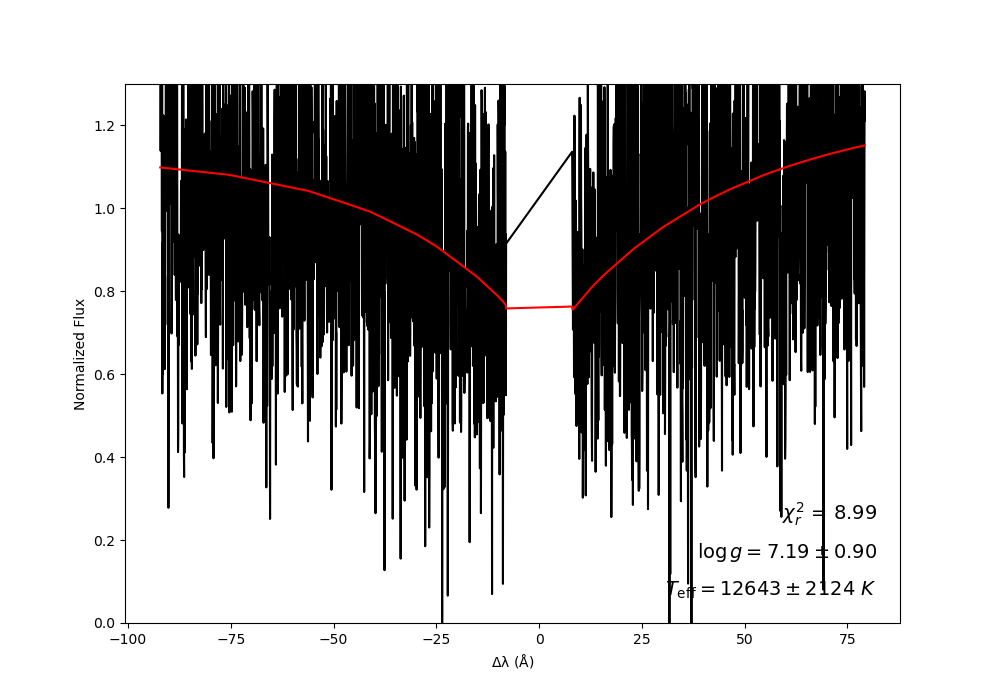 1.2
1.0
0.8
0.6
0.4
0.2
0.0
Normalized Flux
χ²ᵣ = 8.99
log g = 7.19 ± 0.90
T_eff = 12643 ± 2124 K
−100 −75 −50 −25 0 25 50 75
Δλ (Å)